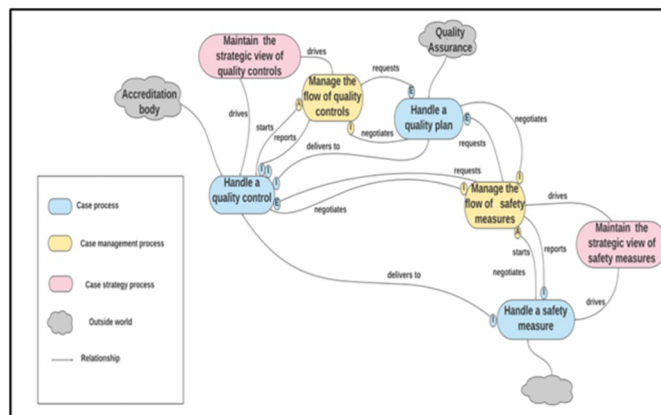 Quality
Assurance
Maintain the
strategic view of
quality controls
drives
Manage the
flow of quality
controls
requests
E
Handle a
quality plan
Accreditation
body
drives
starts
A
reports
I
negotiates
E
negotiates
delivers to
requests
I
I
I
requests
I
Handle a
quality control
E
negotiates
I
Manage the
flow of safety
measures
drives
Maintain the
strategic view of
safety measures
A
starts
reports
negotiates
delivers to
I
I
drives
Handle a safety
measure
Case process
Case management process
Case strategy process
Outside world
Relationship